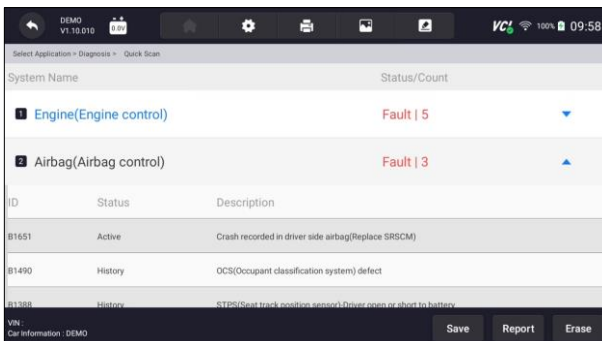 DEMO
V1.10.010
0.0V
VCI 100% 09:58
Select Application > Diagnosis > Quick Scan
System Name Status/Count
1 Engine(Engine control) Fault | 5
2 Airbag(Airbag control) Fault | 3
ID Status Description
B1651 Active Crash recorded in driver side airbag(Replace SRSCM)
B1490 History OCS(Occupant classification system) defect
B1388 History STPS(Seat track position sensor)-Driver open or short to battery
VIN :
Car Information : DEMO
Save Report Erase